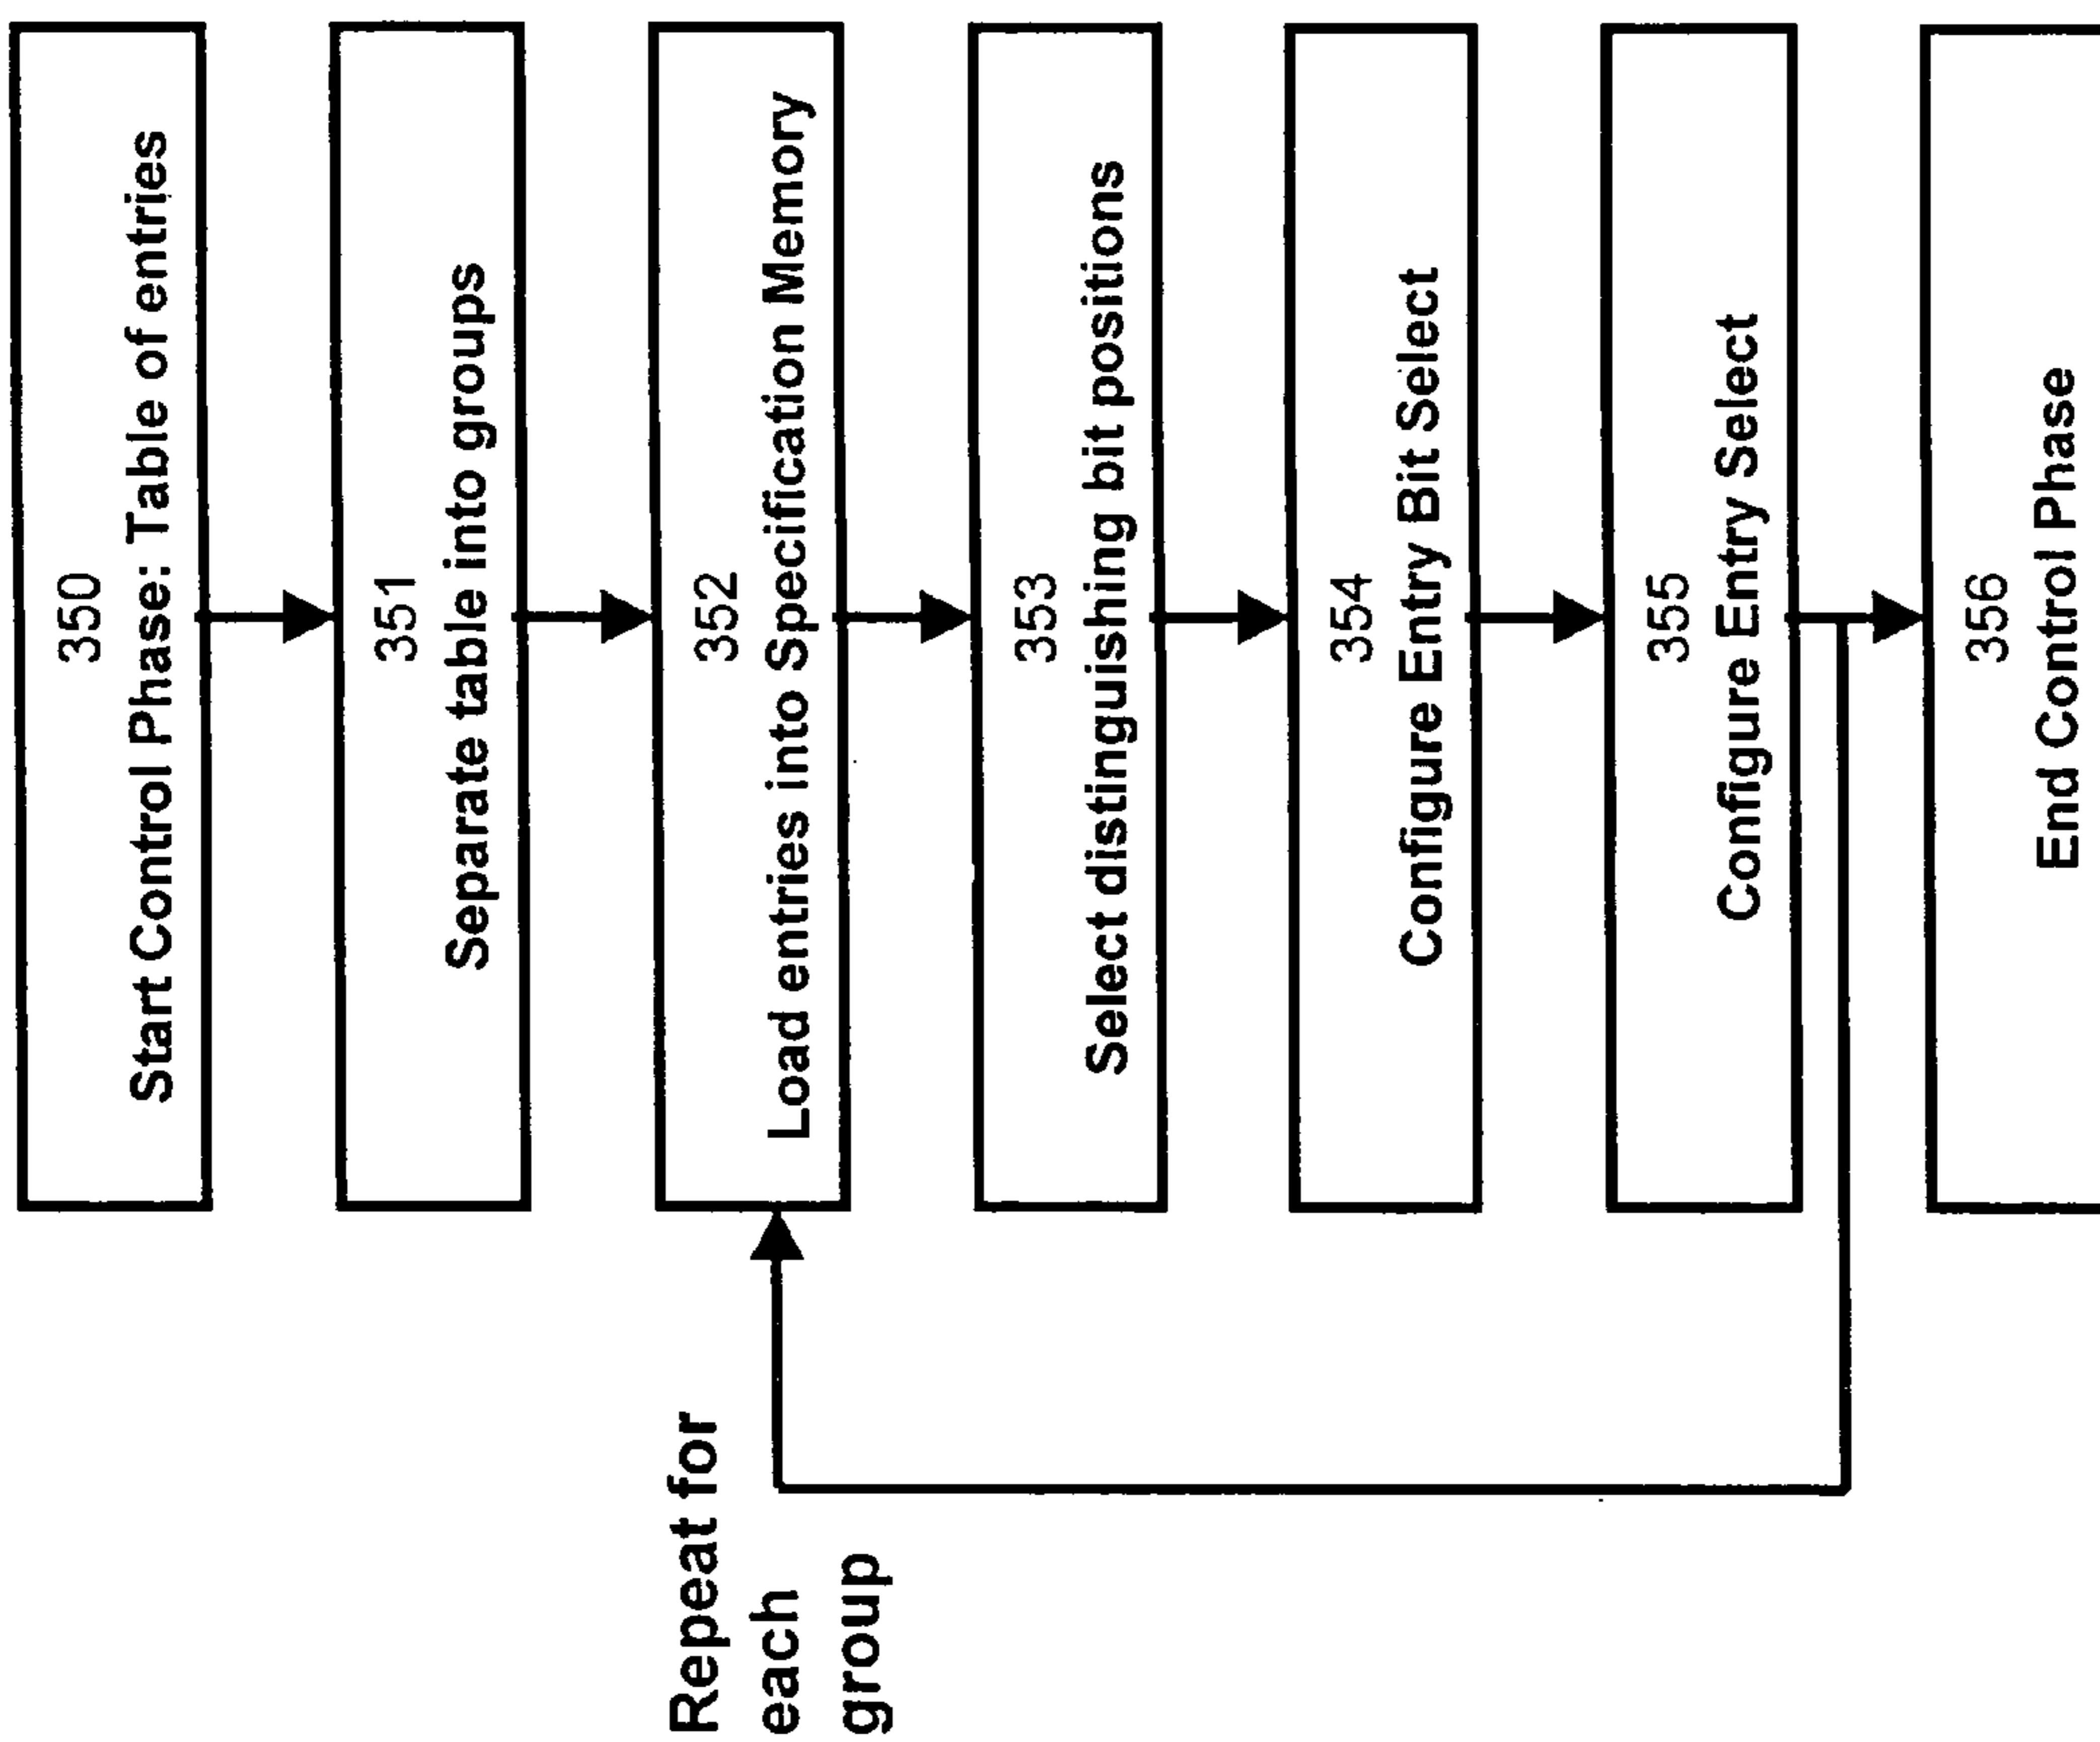 350
Start Control Phase: Table of entries
351
Separate table into groups
352
Load entries into Specification Memory
353
Select distinguishing bit positions
354
Configure Entry Bit Select
355
Configure Entry Select
356
End Control Phase
Repeat for
each
group